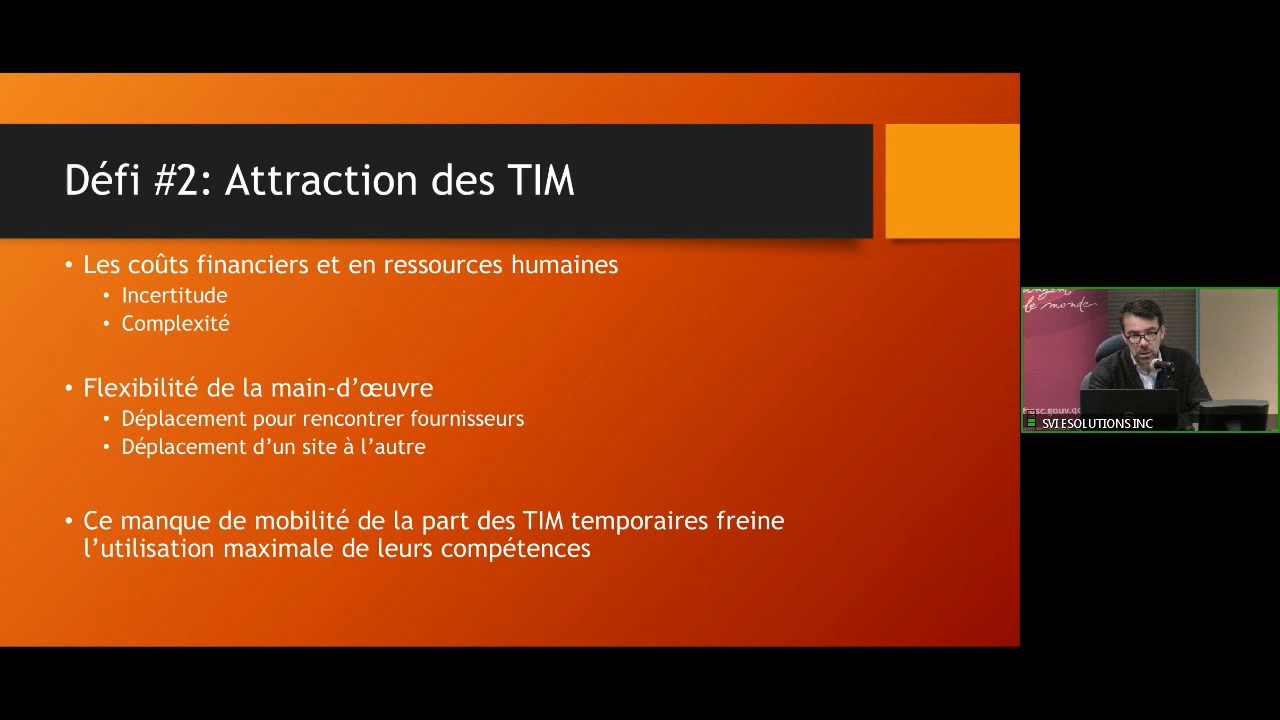 Défi #2: Attraction des TIM
• Les coûts financiers et en ressources humaines
• Incertitude
• Complexité
• Flexibilité de la main-d’œuvre
• Déplacement pour rencontrer fournisseurs
• Déplacement d’un site à l’autre
• Ce manque de mobilité de la part des TIM temporaires freine
l’utilisation maximale de leurs compétences
le monde
SVI ESOLUTIONS INC